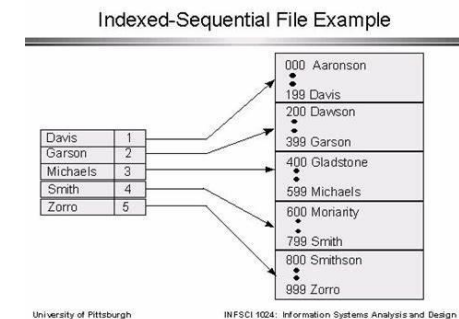 Indexed-Sequential File Example
Davis 1
Garson 2
Michaels 3
Smith 4
Zorro 5
000 Aaronson
199 Davis
200 Dawson
399 Garson
400 Gladstone
599 Michaels
600 Moriarity
799 Smith
800 Smithson
999 Zorro
University of Pittsburgh
INFSCI 1024: Information Systems Analysis and Design